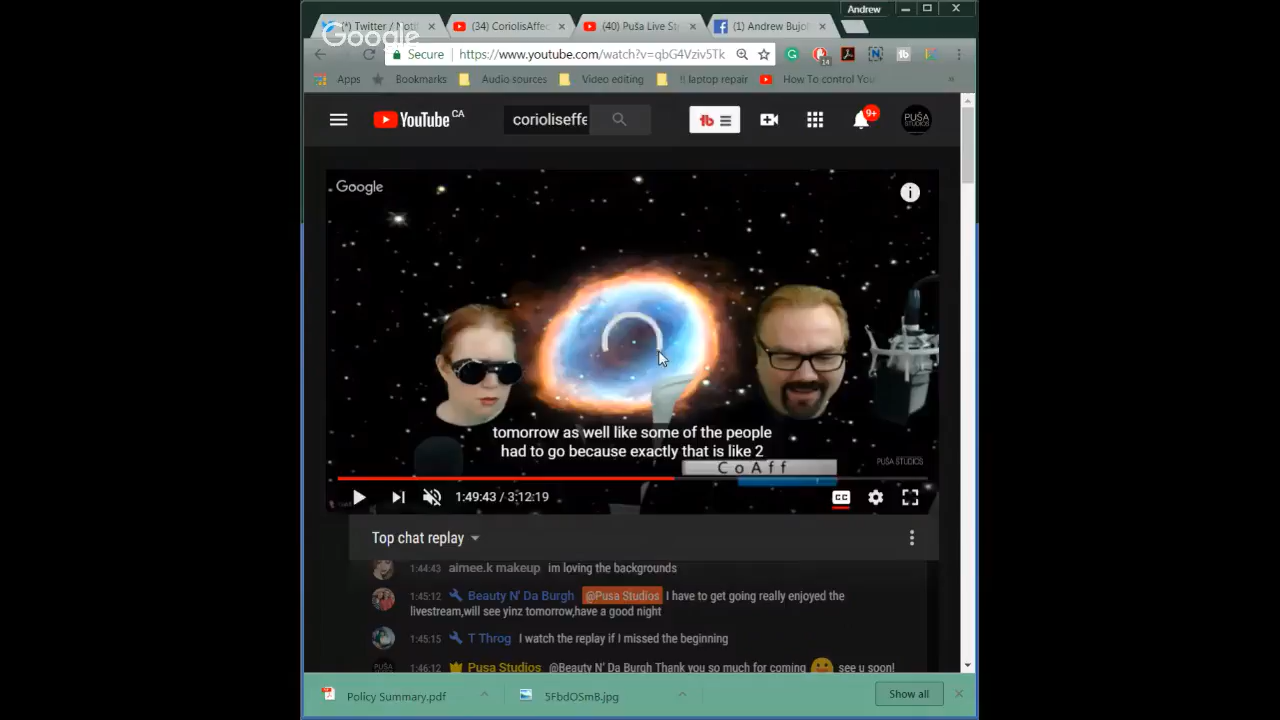 Andrew
(*) Twitter / Notif
(34) CoriolisAffec
(40) Puša Live Str
(1) Andrew Bujol
Google
Secure
https://www.youtube.com/watch?v=qbG4Vziv5Tk
14
Apps
Bookmarks
Audio sources
Video editing
!! laptop repair
How To control You
YouTube CA
corioliseffe
9+
PUŠA STUDIOS
Google
tomorrow as well like some of the people
had to go because exactly that is like 2
CoAff
PUŠA STUDIOS
1:49:43 / 3:12:19
CC
Top chat replay
1:44:43 aimee.k makeup im loving the backgrounds
1:45:12 Beauty N' Da Burgh @Pusa Studios I have to get going really enjoyed the
livestream,will see yinz tomorrow,have a good night
1:45:15 T Throg I watch the replay if I missed the beginning
1:46:12 Pusa Studios @Beauty N' Da Burgh Thank you so much for coming see u soon!
Policy Summary.pdf
5FbdOSmB.jpg
Show all